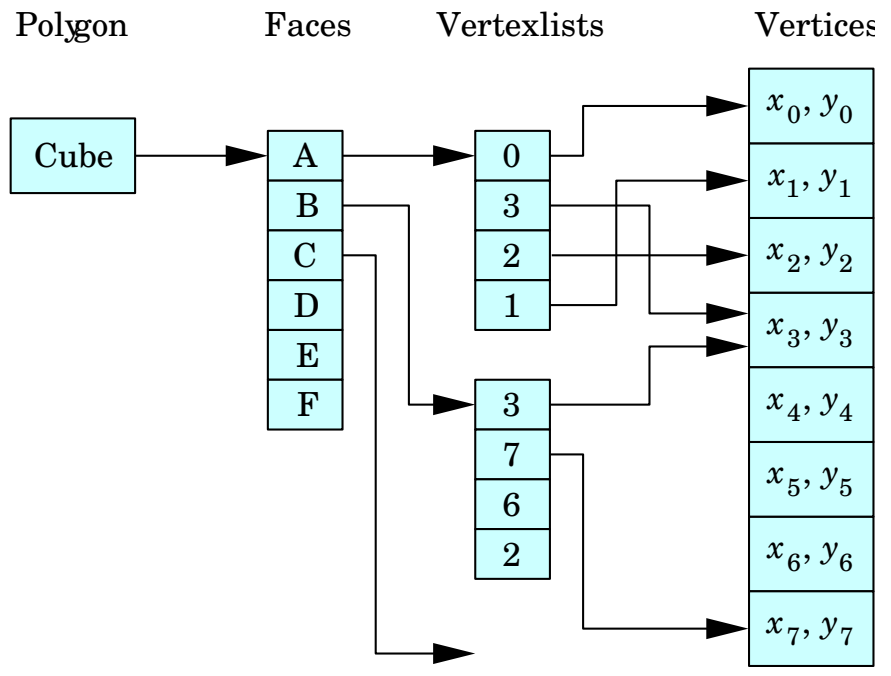 Polygon Faces Vertexlists Vertices
Cube
A
B
C
D
E
F
0
3
2
1
3
7
6
2
x0, y0
x1, y1
x2, y2
x3, y3
x4, y4
x5, y5
x6, y6
x7, y7